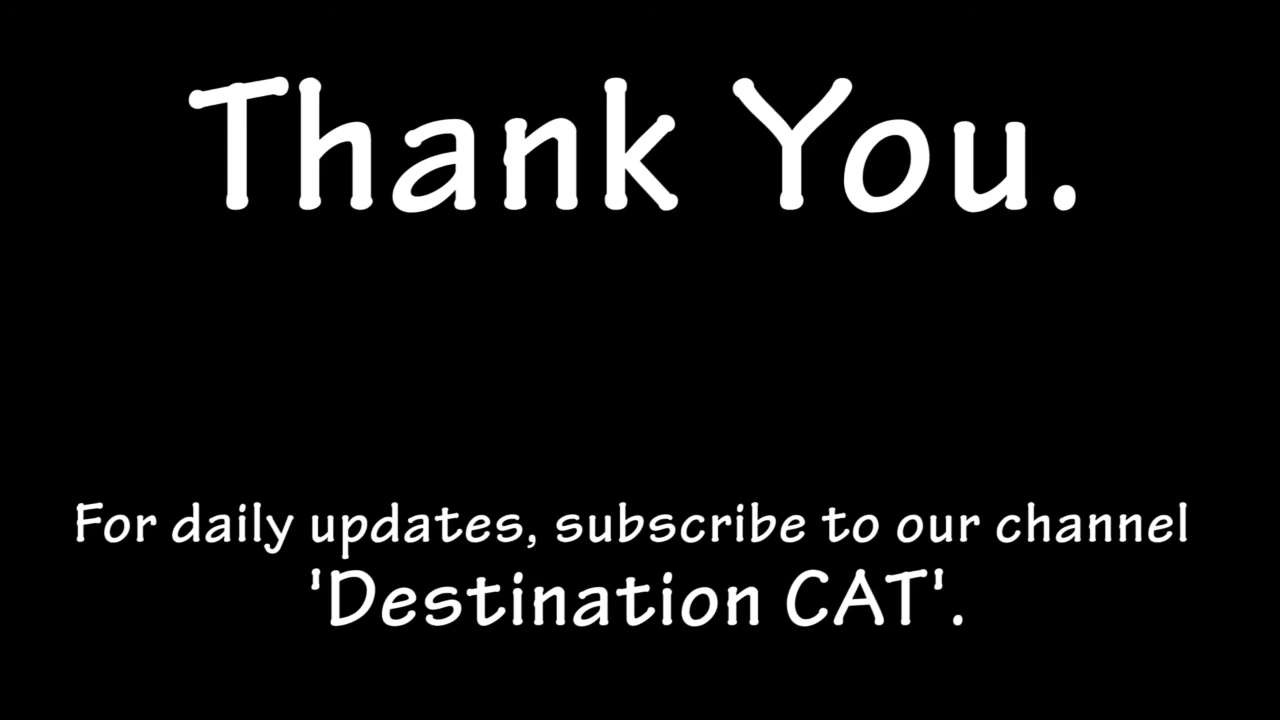 Thank You.
For daily updates, subscribe to our channel
'Destination CAT'.